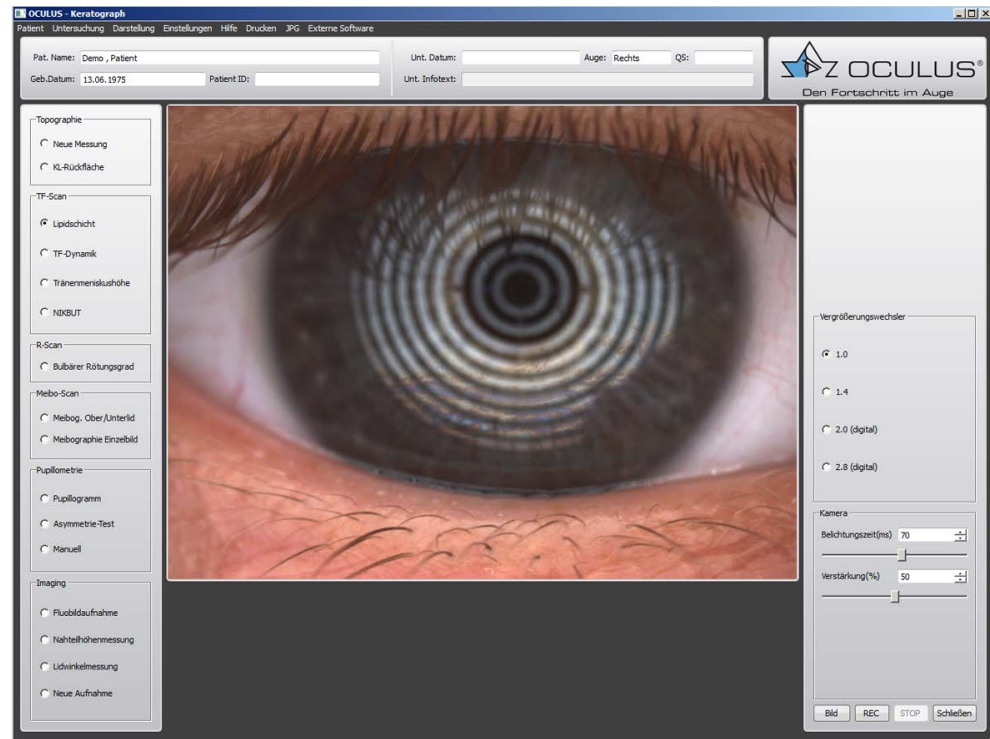 OCULUS - Keratograph
Patient Untersuchung Darstellung Einstellungen Hilfe Drucken JPG Externe Software
Pat. Name: Demo , Patient
Unt. Datum: Auge: Rechts QS:
Geb.Datum: 13.06.1975 Patient ID:
Unt. Infotext:
OCULUS®
Den Fortschritt im Auge
Topographie
Neue Messung
KL-Rückfläche
TF-Scan
Lipidschicht
TF-Dynamik
Tränenmeniskushöhe
NIKBUT
R-Scan
Bulbärer Rötungsgrad
Meibo-Scan
Meibog. Ober/Unterlid
Meibographie Einzelbild
Pupillometrie
Pupillogramm
Asymmetrie-Test
Manuell
Imaging
Fluobildaufnahme
Nahteilhöhenmessung
Lidwinkelmessung
Neue Aufnahme
Vergrößerungswechsler
1.0
1.4
2.0 (digital)
2.8 (digital)
Kamera
Belichtungszeit(ms) 70
Verstärkung(%) 50
Bild REC STOP Schließen